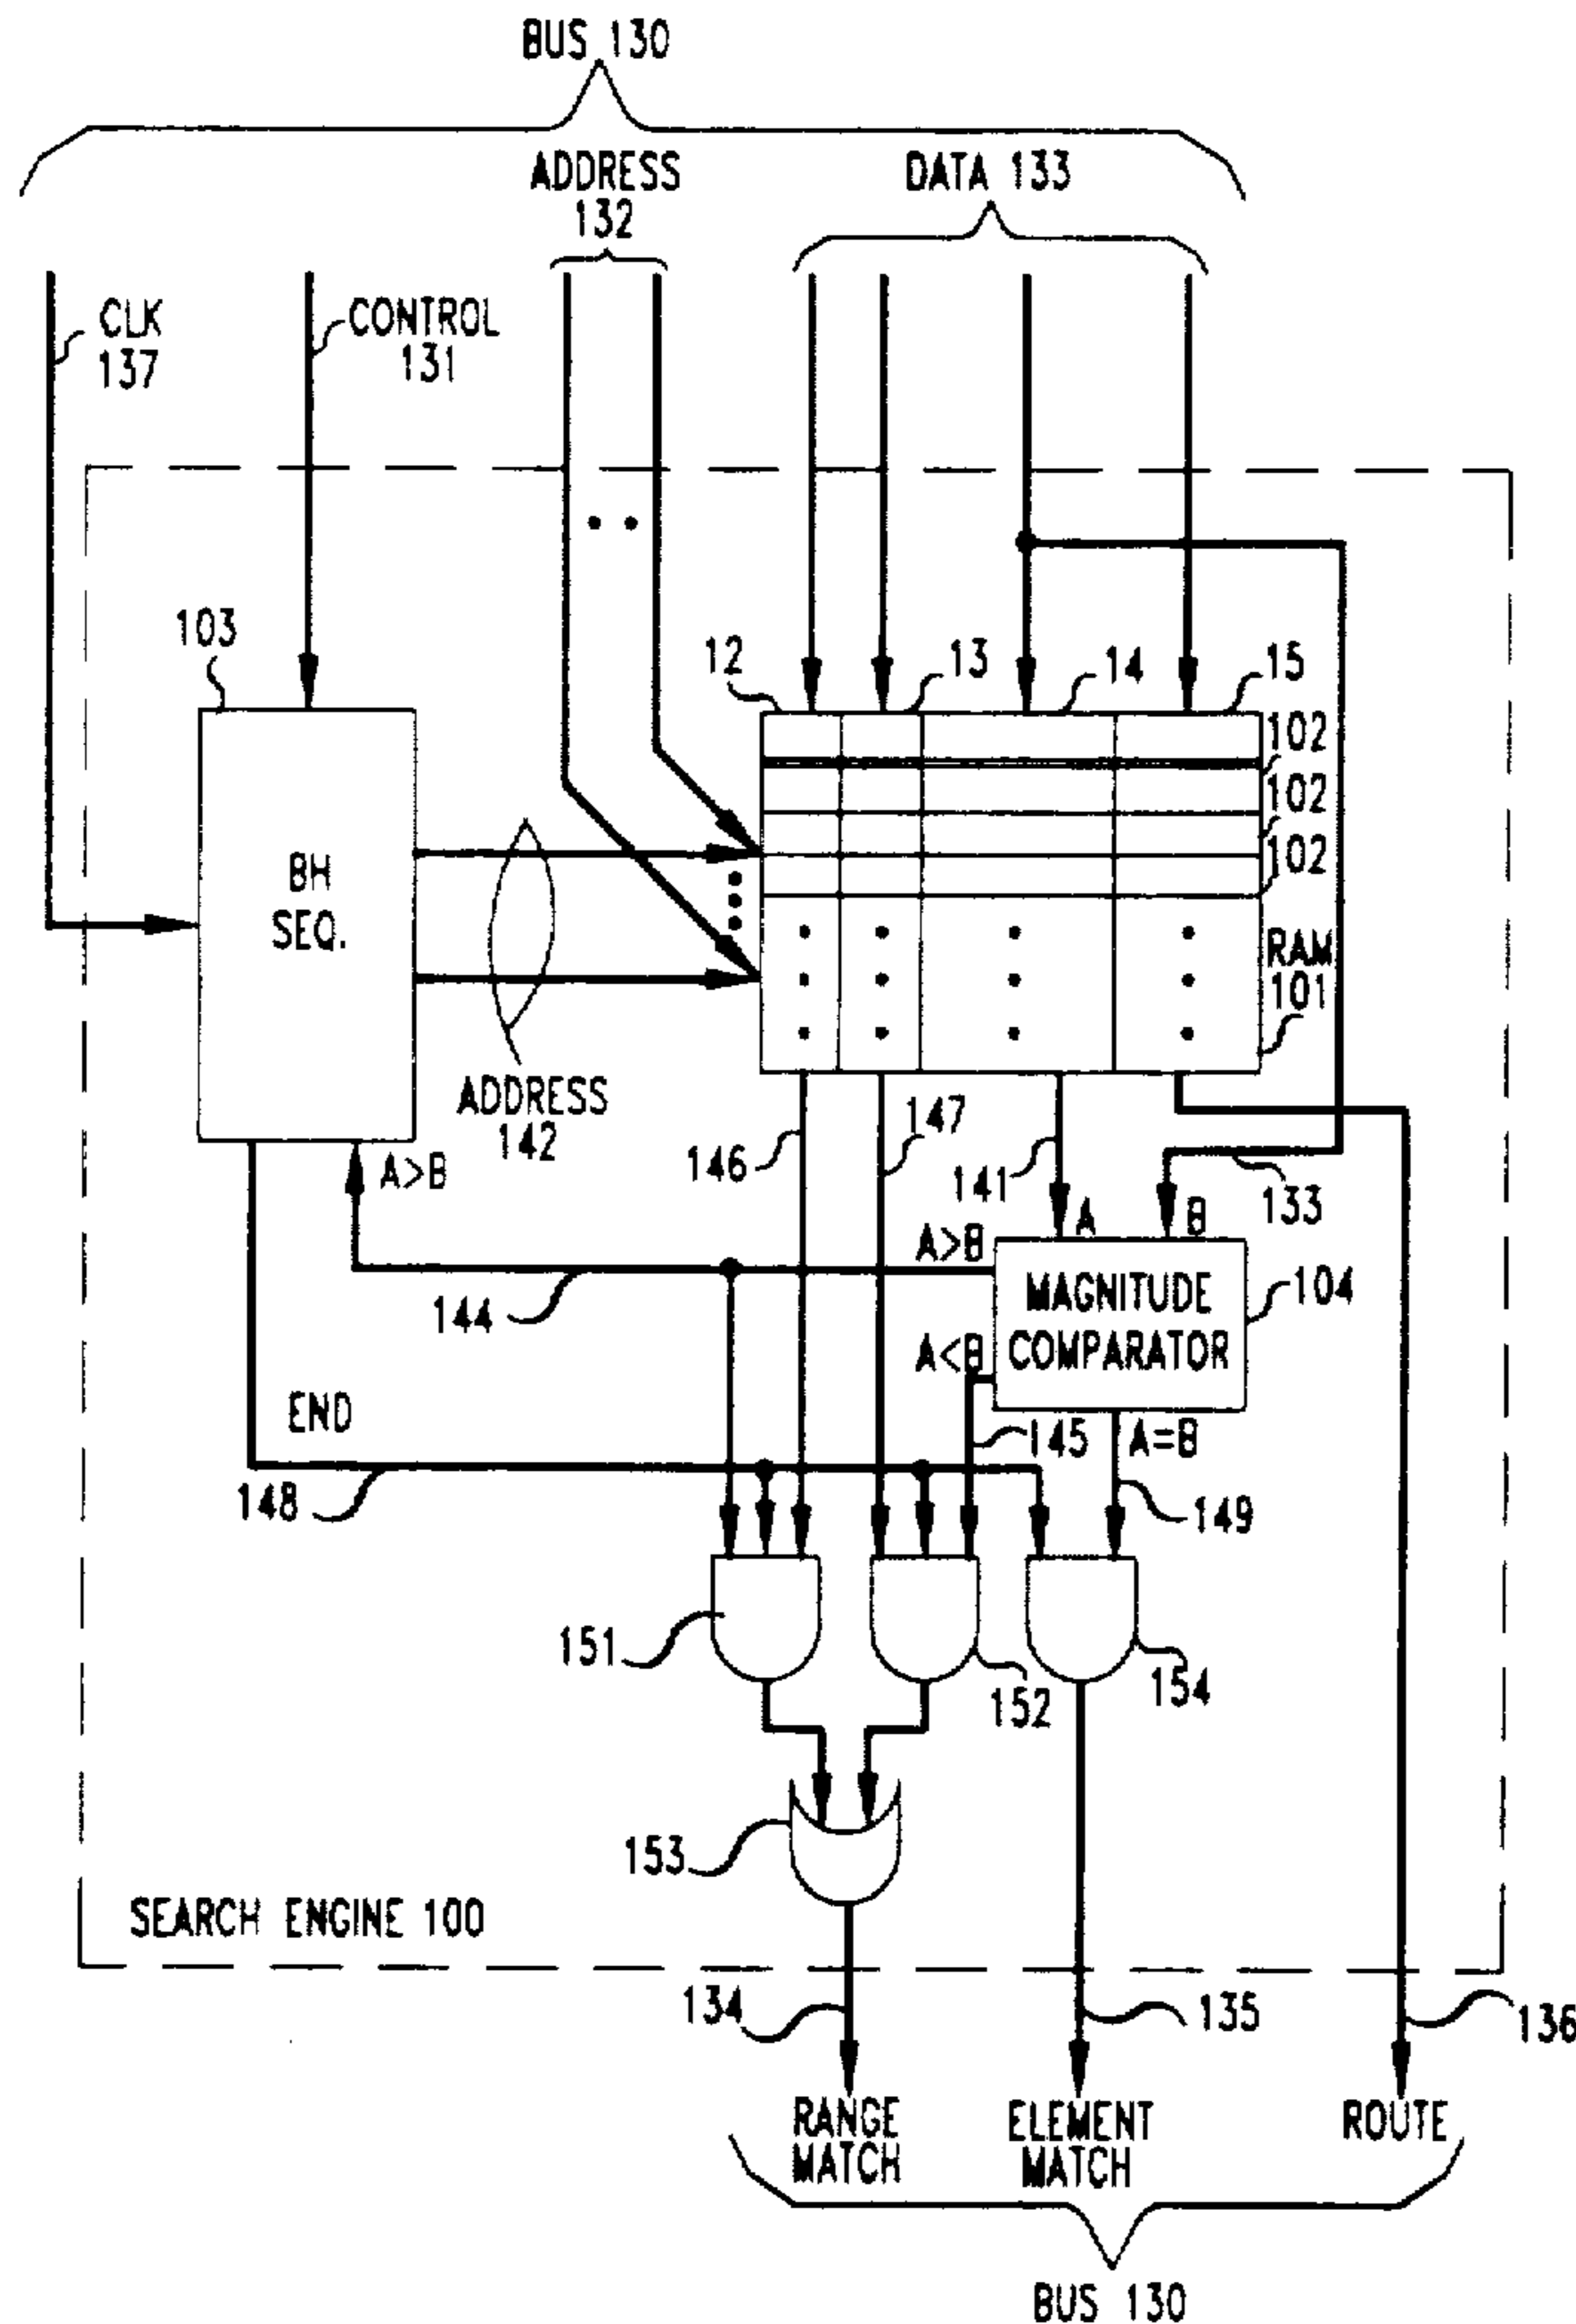 BUS 130
ADDRESS
132
DATA 133
CLK
137
CONTROL
131
103
12
13
14
15
102
102
102
BH
SEQ.
RAM
101
ADDRESS
142
146
147
141
133
A>B
A
B
A>B
144
MAGNITUDE
COMPARATOR
104
A<B
END
145
A=B
148
149
151
152
154
153
SEARCH ENGINE 100
134
135
136
RANGE
MATCH
ELEMENT
MATCH
ROUTE
BUS 130